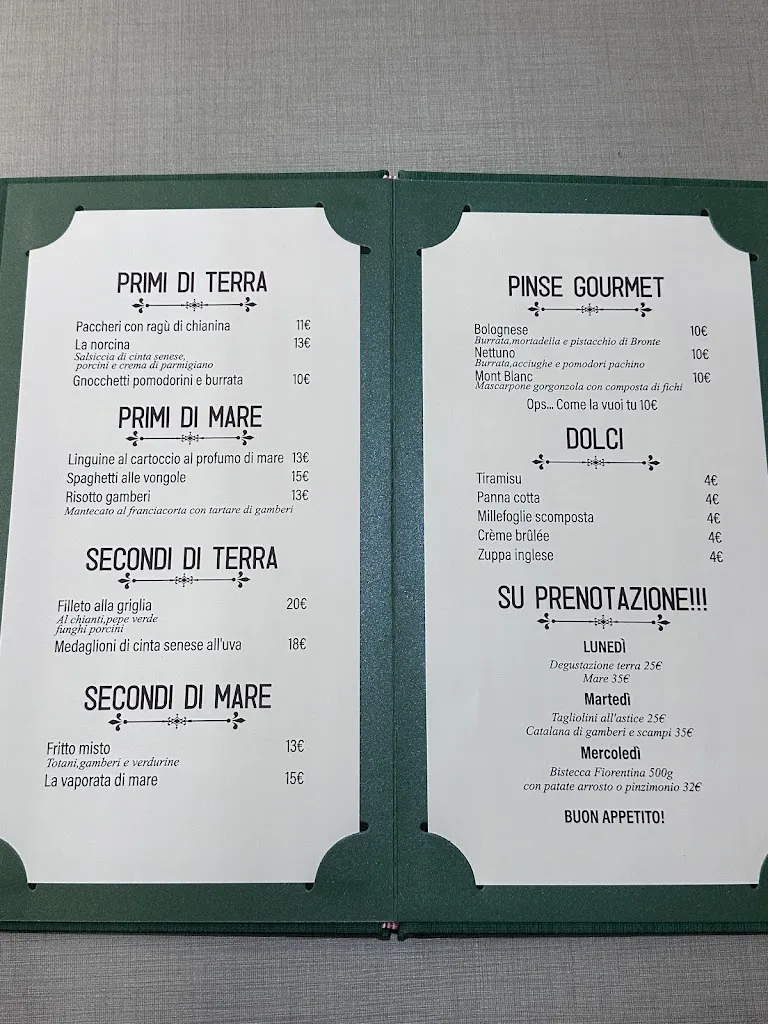 PRIMI DI TERRA
Paccheri con ragù di chianina 11€
La norcina 13€
Salsiccia di cinta senese,
porcini e crema di parmigiano
Gnocchetti pomodorini e burrata 10€
PRIMI DI MARE
Linguine al cartoccio al profumo di mare 13€
Spaghetti alle vongole 15€
Risotto gamberi 13€
Mantecato al franciacorta con tartare di gamberi
SECONDI DI TERRA
Filleto alla griglia 20€
Al chianti,pepe verde
funghi porcini
Medaglioni di cinta senese all'uva 18€
SECONDI DI MARE
Fritto misto 13€
Totani,gamberi e verdurine
La vaporata di mare 15€
PINSE GOURMET
Bolognese 10€
Burrata,mortadella e pistacchio di Bronte
Nettuno 10€
Burrata,acciughe e pomodori pachino
Mont Blanc 10€
Mascarpone gorgonzola con composta di fichi
Ops... Come la vuoi tu 10€
DOLCI
Tiramisu 4€
Panna cotta 4€
Millefoglie scomposta 4€
Crème brûlée 4€
Zuppa inglese 4€
SU PRENOTAZIONE!!!
LUNEDÌ
Degustazione terra 25€
Mare 35€
Martedì
Tagliolini all'astice 25€
Catalana di gamberi e scampi 35€
Mercoledì
Bistecca Fiorentina 500g
con patate arrosto o pinzimonio 32€
BUON APPETITO!